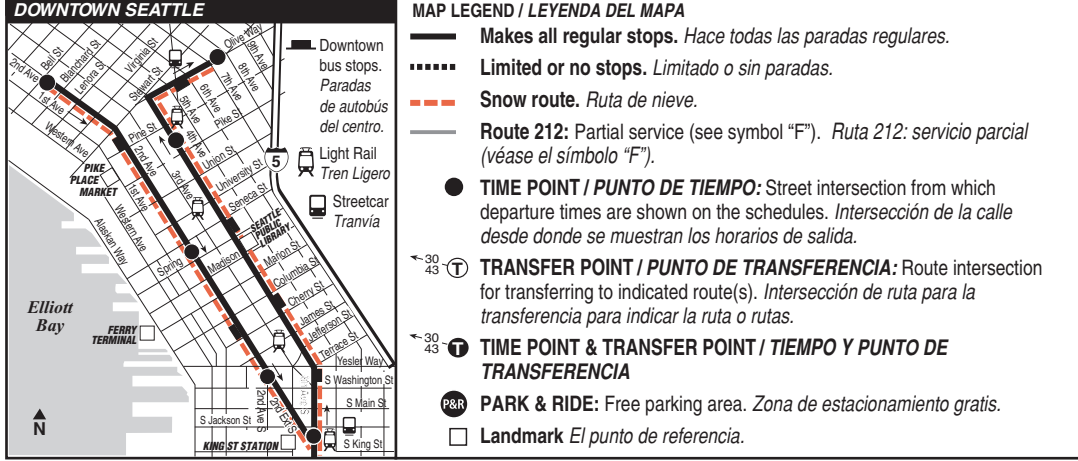 DOWNTOWN SEATTLE
2nd Ave
Bell St
Blanchard St
Lenora St
Virginia St
Stewart St
Olive Way
9th Ave
8th Ave
7th Ave
6th Ave
5th Ave
4th Ave
Pike St
1st Ave
Western Ave
Pine St
2nd Ave
3rd Ave
1st Ave
Union St
University St
Seneca St
PIKE
PLACE
MARKET
Western Ave
Alaskan Way
SEATTLE
PUBLIC
LIBRARY
Spring
Madison
Marion St
Columbia St
Cherry St
James St
Jefferson St
Terrace St
Yesler Way
S Washington St
S Main St
S Jackson St
S King St
2nd Ave S
2nd Ext S
Elliott
Bay
FERRY
TERMINAL
KING ST STATION
N
5
Downtown
bus stops.
Paradas
de autobús
del centro.
Light Rail
Tren Ligero
Streetcar
Tranvía
MAP LEGEND / LEYENDA DEL MAPA
Makes all regular stops. Hace todas las paradas regulares.
Limited or no stops. Limitado o sin paradas.
Snow route. Ruta de nieve.
Route 212: Partial service (see symbol “F”). Ruta 212: servicio parcial
(véase el símbolo “F”).
TIME POINT / PUNTO DE TIEMPO: Street intersection from which
departure times are shown on the schedules. Intersección de la calle
desde donde se muestran los horarios de salida.
30
43
T
TRANSFER POINT / PUNTO DE TRANSFERENCIA: Route intersection
for transferring to indicated route(s). Intersección de ruta para la
transferencia para indicar la ruta o rutas.
30
43
T
TIME POINT & TRANSFER POINT / TIEMPO Y PUNTO DE
TRANSFERENCIA
P&R
PARK & RIDE: Free parking area. Zona de estacionamiento gratis.
Landmark El punto de referencia.